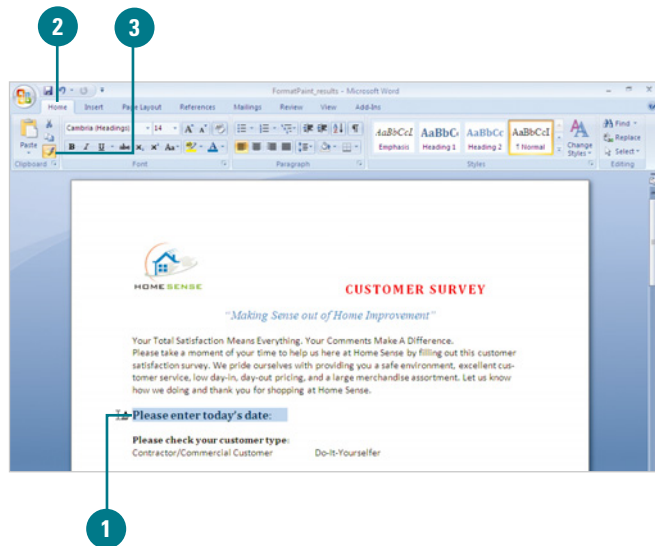 2
3
FormatPaint_results - Microsoft Word
Home Insert Page Layout References Mailings Review View Add-Ins
Cambria (Headings) 14 A A Find
Paste B I U abe x, x² Aa A Replace
AaBbCcI AaBbC AaBbCc AaBbCcI Change Styles Select
Emphasis Heading 1 Heading 2 ¶ Normal
Clipboard Font Paragraph Styles Editing
HOME SENSE
CUSTOMER SURVEY
"Making Sense out of Home Improvement"
Your Total Satisfaction Means Everything. Your Comments Make A Difference.
Please take a moment of your time to help us here at Home Sense by filling out this customer
satisfaction survey. We pride ourselves with providing you a safe environment, excellent cus-
tomer service, low day-in, day-out pricing, and a large merchandise assortment. Let us know
how we doing and thank you for shopping at Home Sense.
Please enter today's date:
Please check your customer type:
Contractor/Commercial Customer Do-It-Yourselfer
1